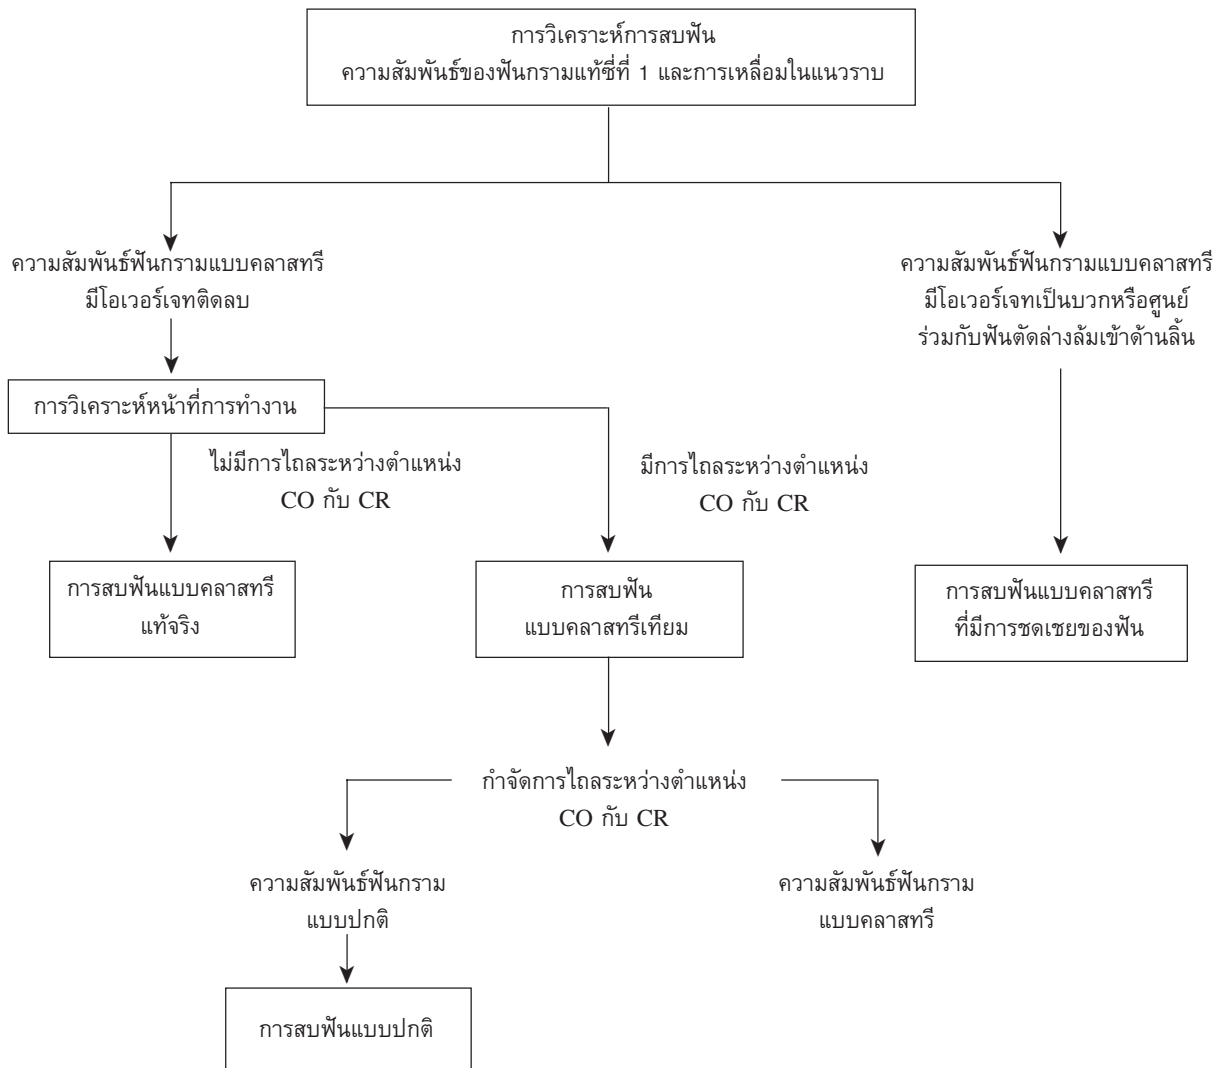 การวิเคราะห์การสบฟัน
ความสัมพันธ์ของฟันกรามแท้ซี่ที่ 1 และการเหลื่อมในแนวราบ
ความสัมพันธ์ฟันกรามแบบคลาสทรี
มีโอเวอร์เจทติดลบ
ความสัมพันธ์ฟันกรามแบบคลาสทรี
มีโอเวอร์เจทเป็นบวกหรือศูนย์
ร่วมกับฟันตัดล่างล้มเข้าด้านลิ้น
การวิเคราะห์หน้าที่การทำงาน
ไม่มีการไถลระหว่างตำแหน่ง
CO กับ CR
มีการไถลระหว่างตำแหน่ง
CO กับ CR
การสบฟันแบบคลาสทรี
แท้จริง
การสบฟัน
แบบคลาสทรีเทียม
การสบฟันแบบคลาสทรี
ที่มีการชดเชยของฟัน
กำจัดการไถลระหว่างตำแหน่ง
CO กับ CR
ความสัมพันธ์ฟันกราม
แบบปกติ
ความสัมพันธ์ฟันกราม
แบบคลาสทรี
การสบฟันแบบปกติ